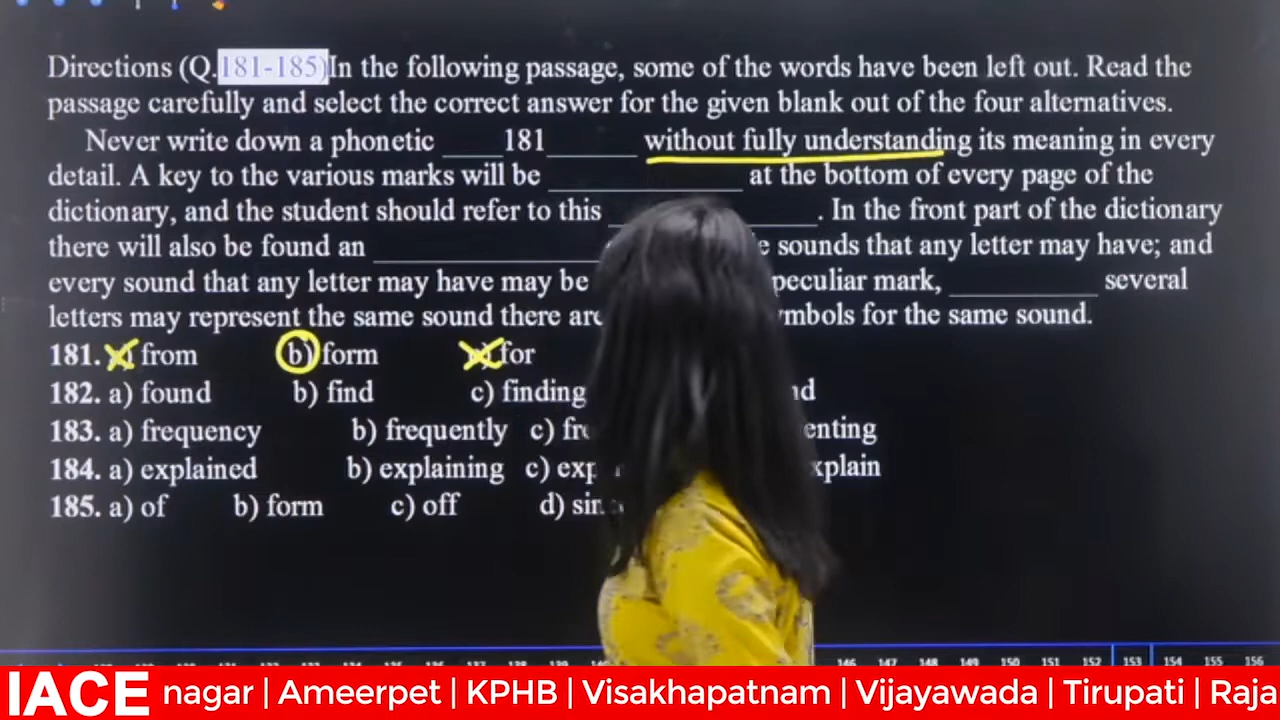 Directions (Q.181-185)In the following passage, some of the words have been left out. Read the
passage carefully and select the correct answer for the given blank out of the four alternatives.
Never write down a phonetic ____181______ without fully understanding its meaning in every
detail. A key to the various marks will be ______________ at the bottom of every page of the
dictionary, and the student should refer to this ______________. In the front part of the dictionary
there will also be found an ______________ sounds that any letter may have; and
every sound that any letter may have may be peculiar mark, __________ several
letters may represent the same sound there are for the same sound.
181. a) from b) form for
182. a) found b) find c) finding
183. a) frequency b) frequently c)
184. a) explained b) explaining c) explain
185. a) of b) form c) off d)
IACE nagar | Ameerpet | KPHB | Visakhapatnam | Vijayawada | Tirupati | Raja